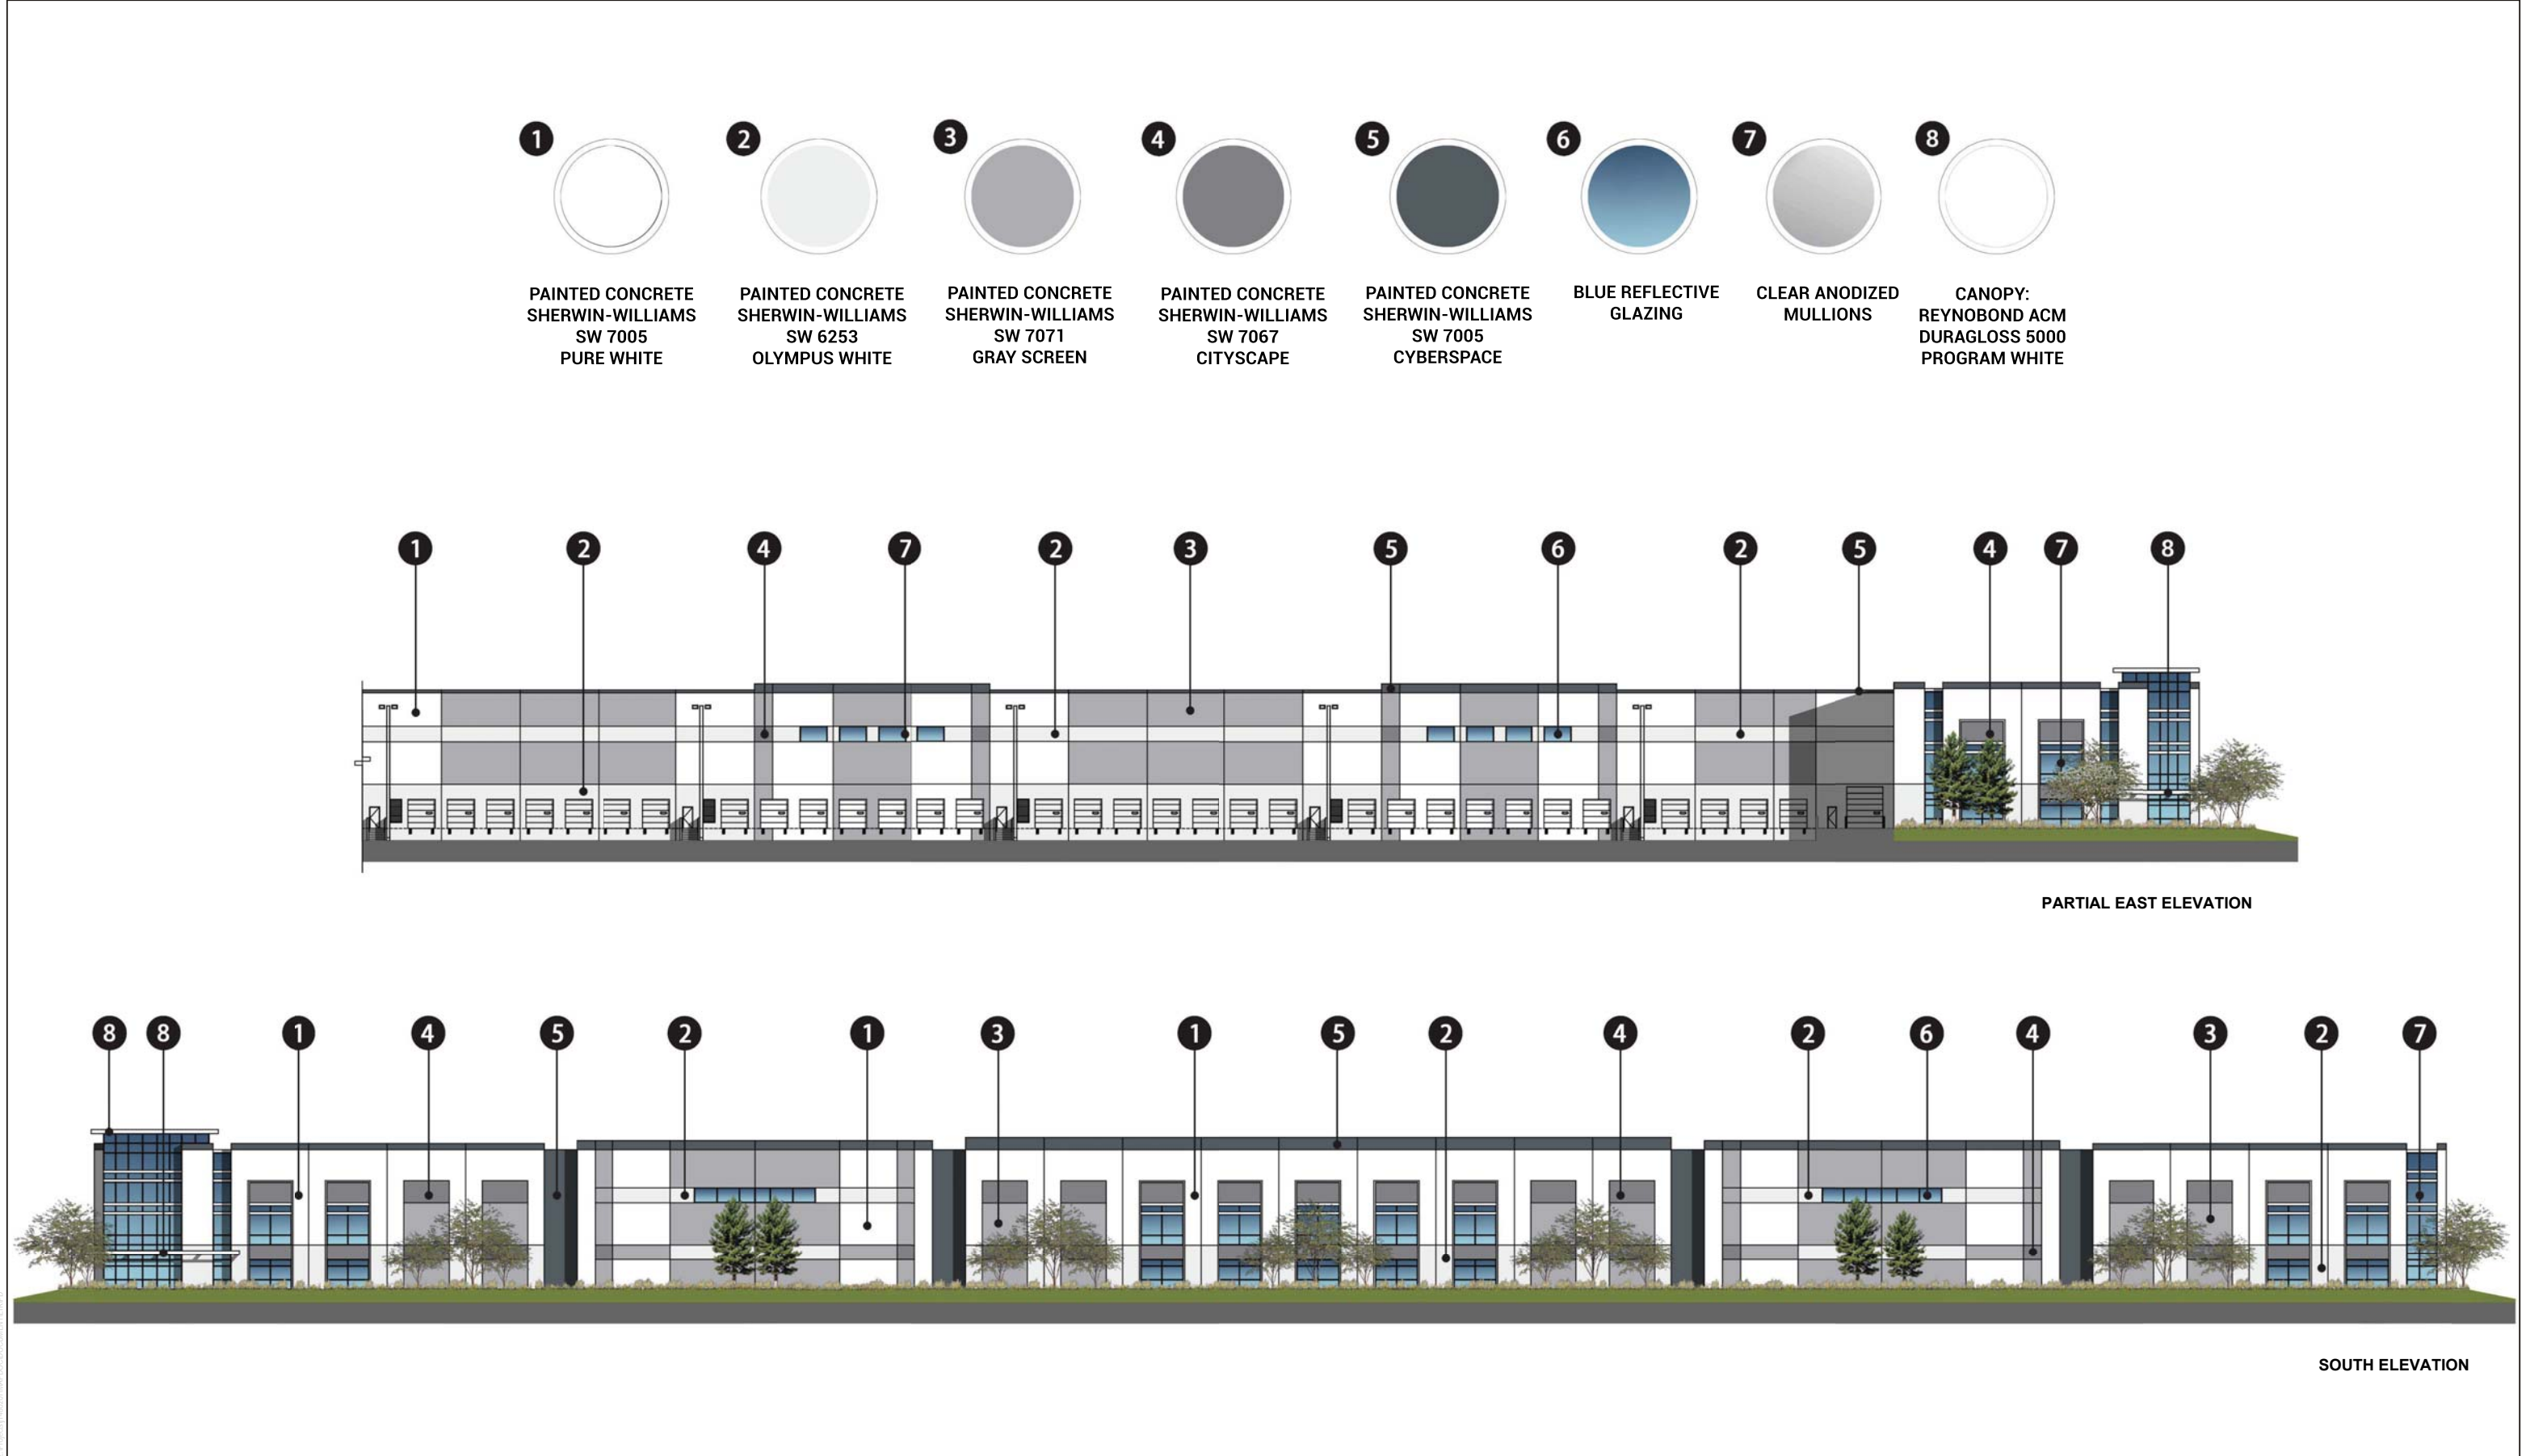 1 2 3 4 5 6 7 8
PAINTED CONCRETE
SHERWIN-WILLIAMS
SW 7005
PURE WHITE
PAINTED CONCRETE
SHERWIN-WILLIAMS
SW 6253
OLYMPUS WHITE
PAINTED CONCRETE
SHERWIN-WILLIAMS
SW 7071
GRAY SCREEN
PAINTED CONCRETE
SHERWIN-WILLIAMS
SW 7067
CITYSCAPE
PAINTED CONCRETE
SHERWIN-WILLIAMS
SW 7005
CYBERSPACE
BLUE REFLECTIVE
GLAZING
CLEAR ANODIZED
MULLIONS
CANOPY:
REYNOBOND ACM
DURAGLOSS 5000
PROGRAM WHITE
1 2 4 7 2 3 5 6 2 5 4 7 8
PARTIAL EAST ELEVATION
8 8 1 4 5 2 1 3 1 5 2 4 2 6 4 3 2 7
SOUTH ELEVATION